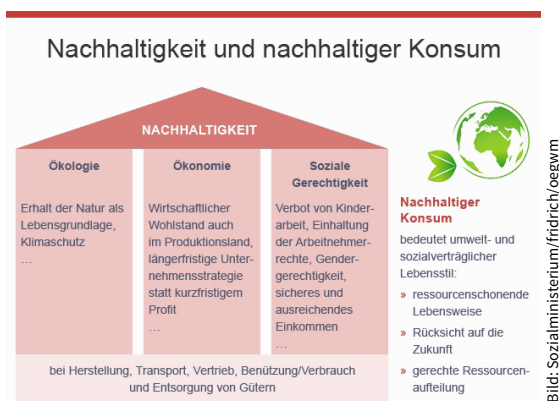 Nachhaltigkeit und nachhaltiger Konsum
NACHHALTIGKEIT
Ökologie
Erhalt der Natur als
Lebensgrundlage,
Klimaschutz
…
Ökonomie
Wirtschaftlicher
Wohlstand auch
im Produktionsland,
längerfristige Unter-
nehmensstrategie
statt kurzfristigem
Profit
…
Soziale
Gerechtigkeit
Verbot von Kinder-
arbeit, Einhaltung
der Arbeitnehmer-
rechte, Gender-
gerechtigkeit,
sicheres und
ausreichendes
Einkommen
…
bei Herstellung, Transport, Vertrieb, Benützung/Verbrauch
und Entsorgung von Gütern
Nachhaltiger
Konsum
bedeutet umwelt- und
sozialverträglicher
Lebensstil:
» ressourcenschonende
Lebensweise
» Rücksicht auf die
Zukunft
» gerechte Ressourcen-
aufteilung
Bild: Sozialministerium/fridrich/oegwm